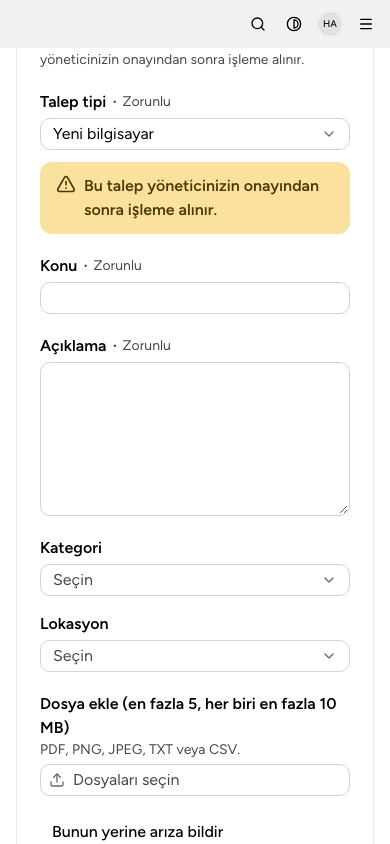 HA
yöneticinizin onayından sonra işleme alınır.
Talep tipi · Zorunlu
Yeni bilgisayar
Bu talep yöneticinizin onayından
sonra işleme alınır.
Konu · Zorunlu
Açıklama · Zorunlu
Kategori
Seçin
Lokasyon
Seçin
Dosya ekle (en fazla 5, her biri en fazla 10
MB)
PDF, PNG, JPEG, TXT veya CSV.
Dosyaları seçin
Bunun yerine arıza bildir